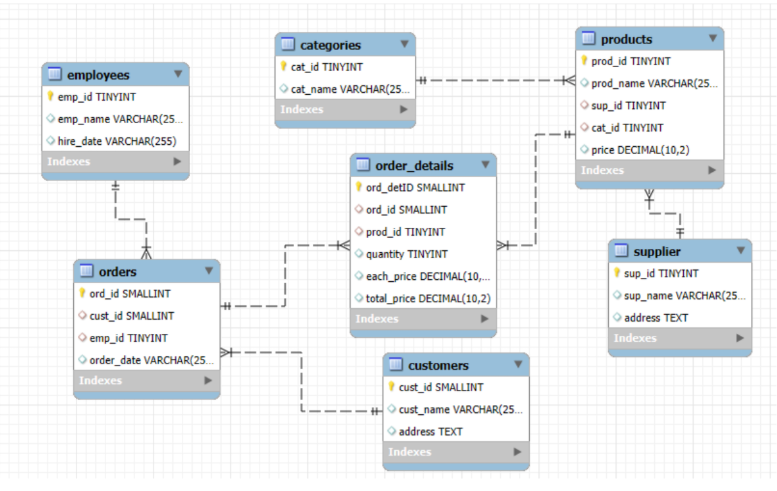 categories
cat_id TINYINT
cat_name VARCHAR(25...
Indexes
products
prod_id TINYINT
prod_name VARCHAR(25...
sup_id TINYINT
cat_id TINYINT
price DECIMAL(10,2)
Indexes
employees
emp_id TINYINT
emp_name VARCHAR(25...
hire_date VARCHAR(255)
Indexes
order_details
ord_detID SMALLINT
ord_id SMALLINT
prod_id TINYINT
quantity TINYINT
each_price DECIMAL(10,...
total_price DECIMAL(10,2)
Indexes
supplier
sup_id TINYINT
sup_name VARCHAR(25...
address TEXT
Indexes
orders
ord_id SMALLINT
cust_id SMALLINT
emp_id TINYINT
order_date VARCHAR(25...
Indexes
customers
cust_id SMALLINT
cust_name VARCHAR(25...
address TEXT
Indexes